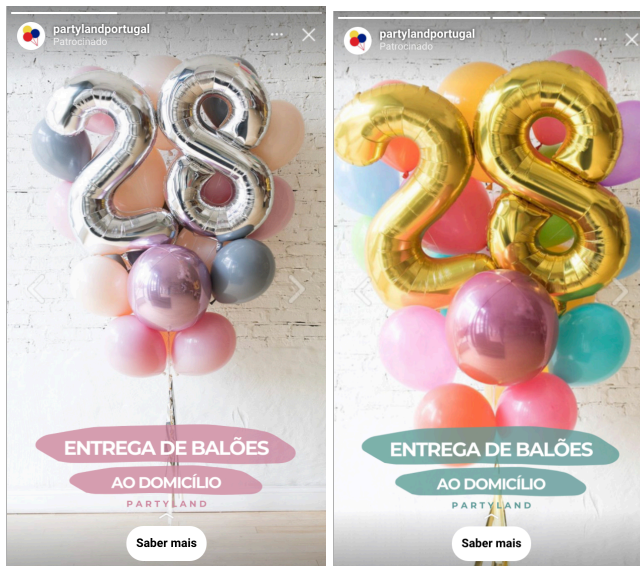 partylandportugal
Patrocinado
28
ENTREGA DE BALÕES
AO DOMICÍLIO
PARTYLAND
Saber mais
partylandportugal
Patrocinado
28
ENTREGA DE BALÕES
AO DOMICÍLIO
PARTYLAND
Saber mais